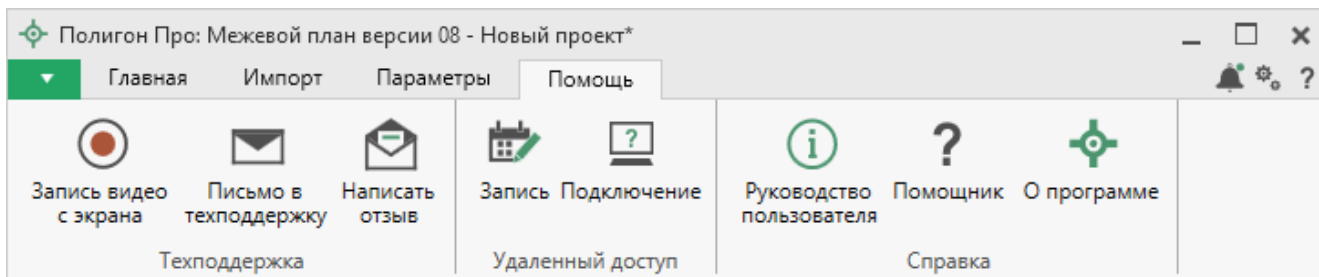 Полигон Про: Межевой план версии 08 - Новый проект*
Главная Импорт Параметры Помощь ?
? ? i
Запись видео Письмо в Написать Запись Подключение Руководство Помощник О программе
с экрана техподдержку отзыв пользователя
Техподдержка Удаленный доступ Справка